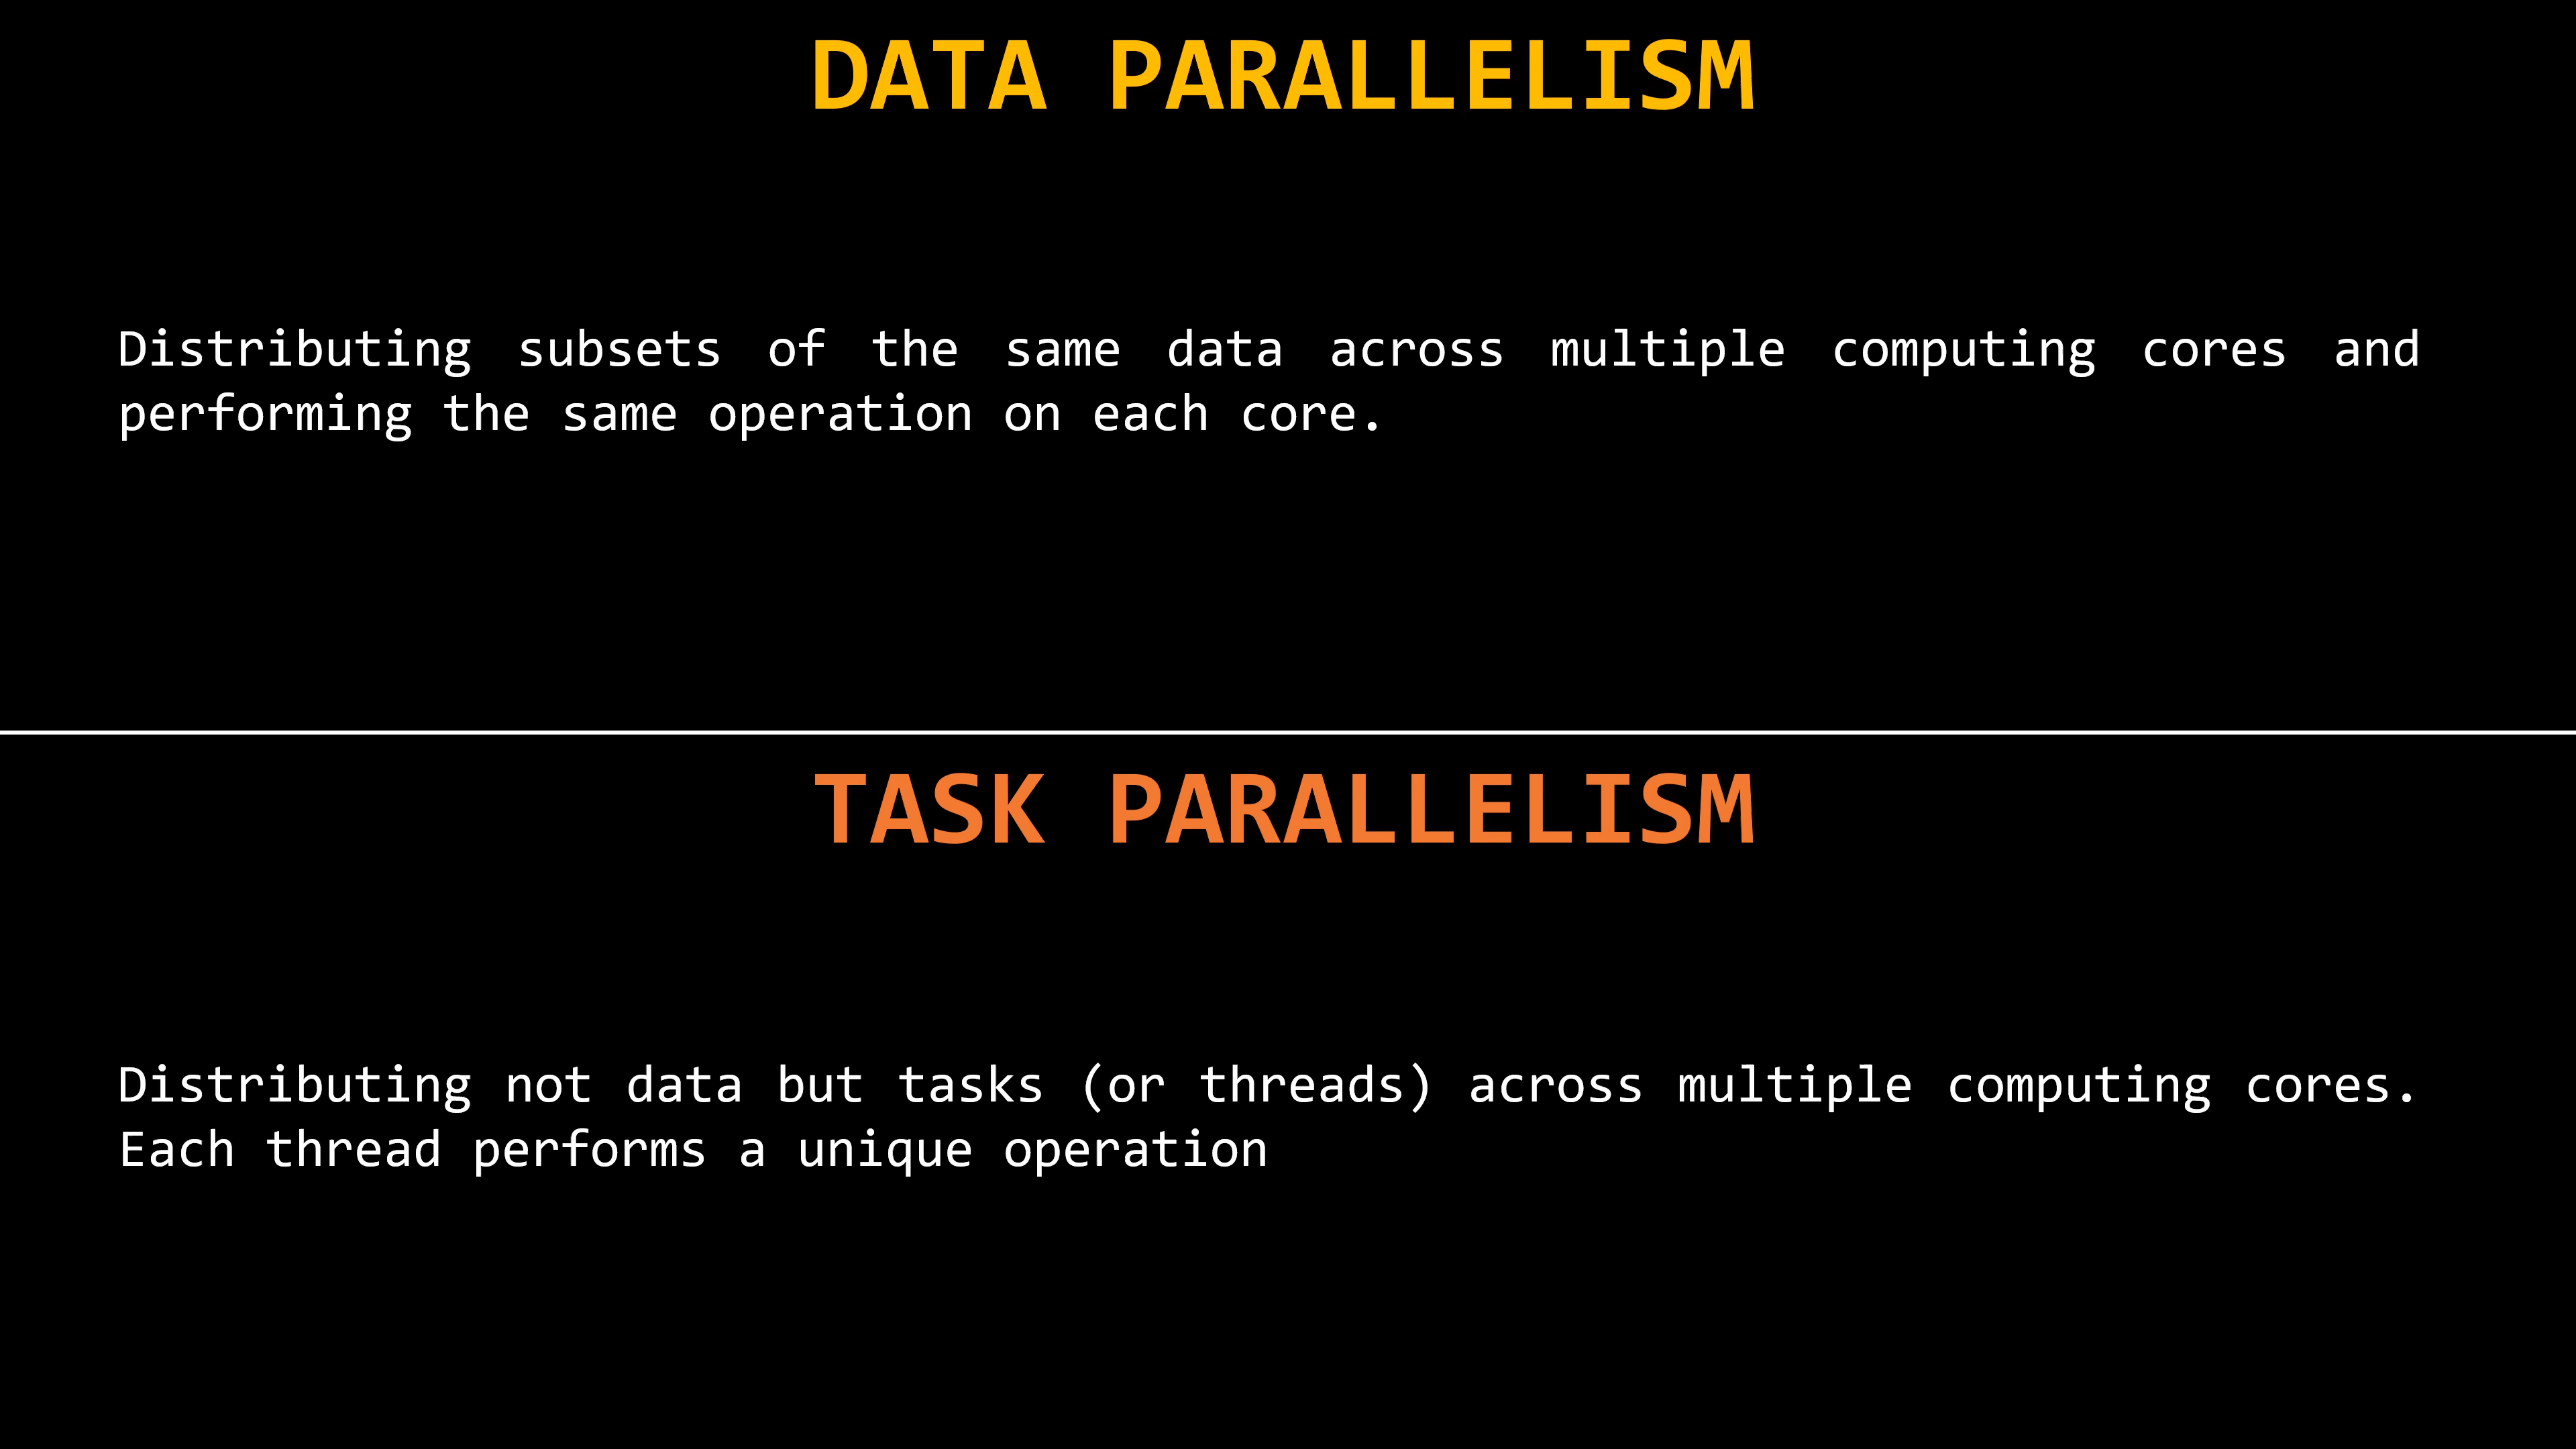 DATA PARALLELISM
Distributing subsets of the same data across multiple computing cores and
performing the same operation on each core.
TASK PARALLELISM
Distributing not data but tasks (or threads) across multiple computing cores.
Each thread performs a unique operation